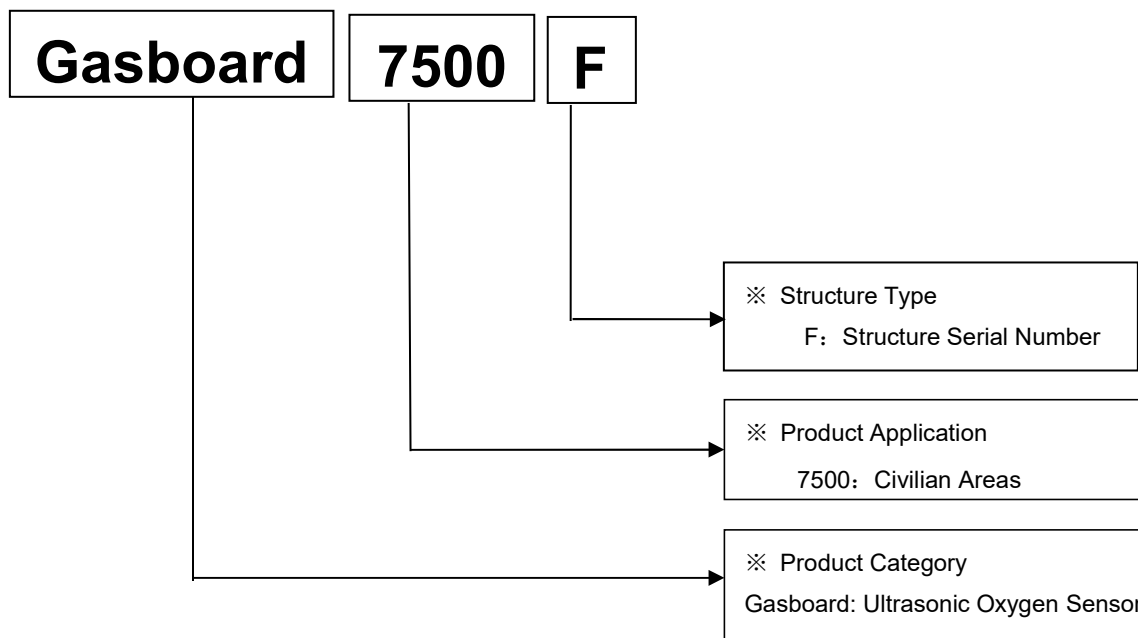 Gasboard 7500 F
※ Structure Type
F：Structure Serial Number
※ Product Application
7500：Civilian Areas
※ Product Category
Gasboard: Ultrasonic Oxygen Sensor